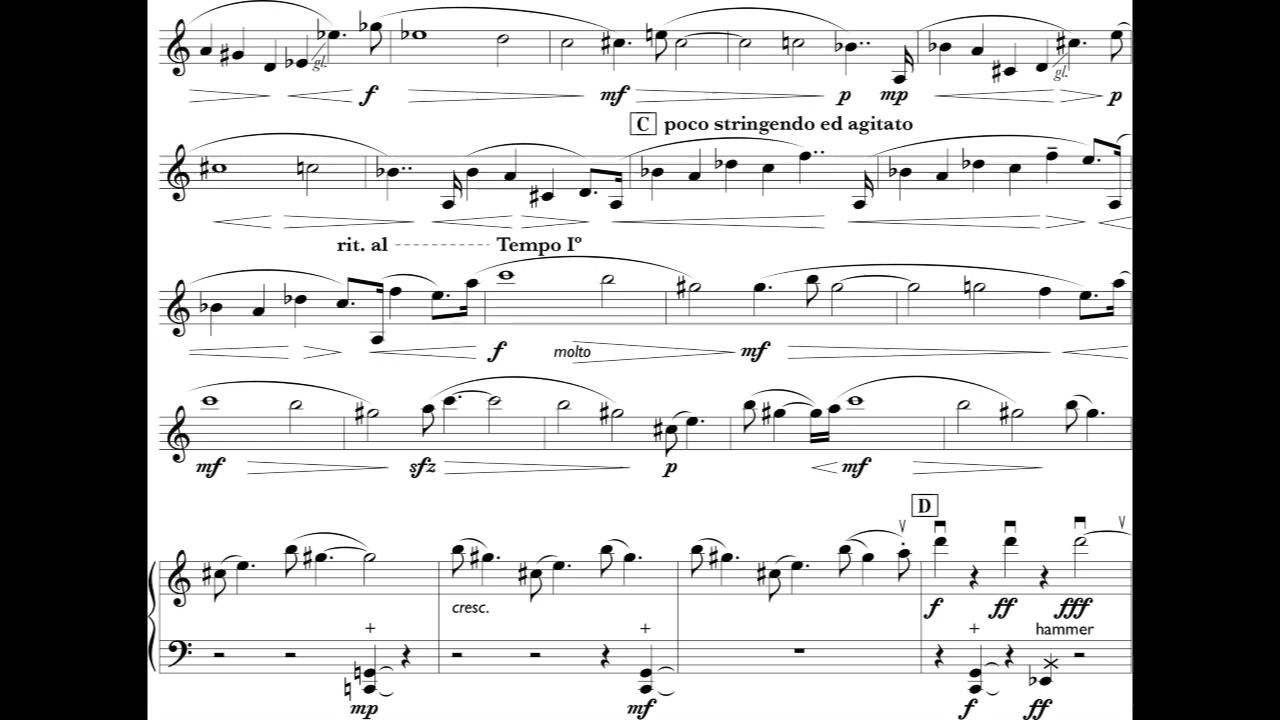 gl. gl.
f mf p mp p
C poco stringendo ed agitato
rit. al Tempo Iº
f molto mf
mf sfz p mf
D
cresc. f ff fff
+ + + hammer
mp mf f ff